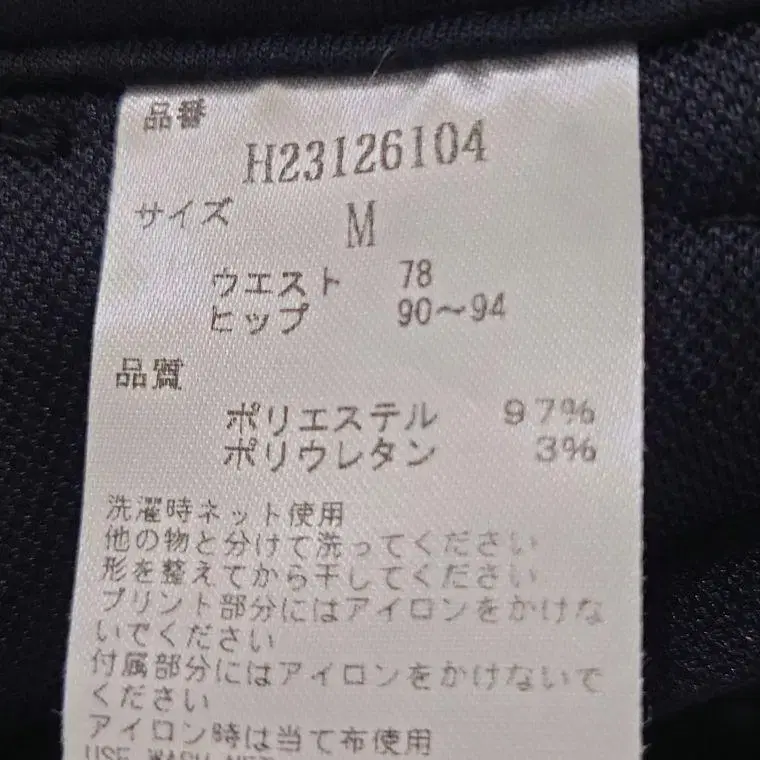 品番
H23126104
サイズ
M
ウエスト 78
ヒップ 90〜94
品質
ポリエステル 97%
ポリウレタン 3%
洗濯時ネット使用
他の物と分けて洗ってください
形を整えてから干してください
プリント部分にはアイロンをかけな
いでください
付属部分にはアイロンをかけないで
ください
アイロン時は当て布使用
USE WASH NET